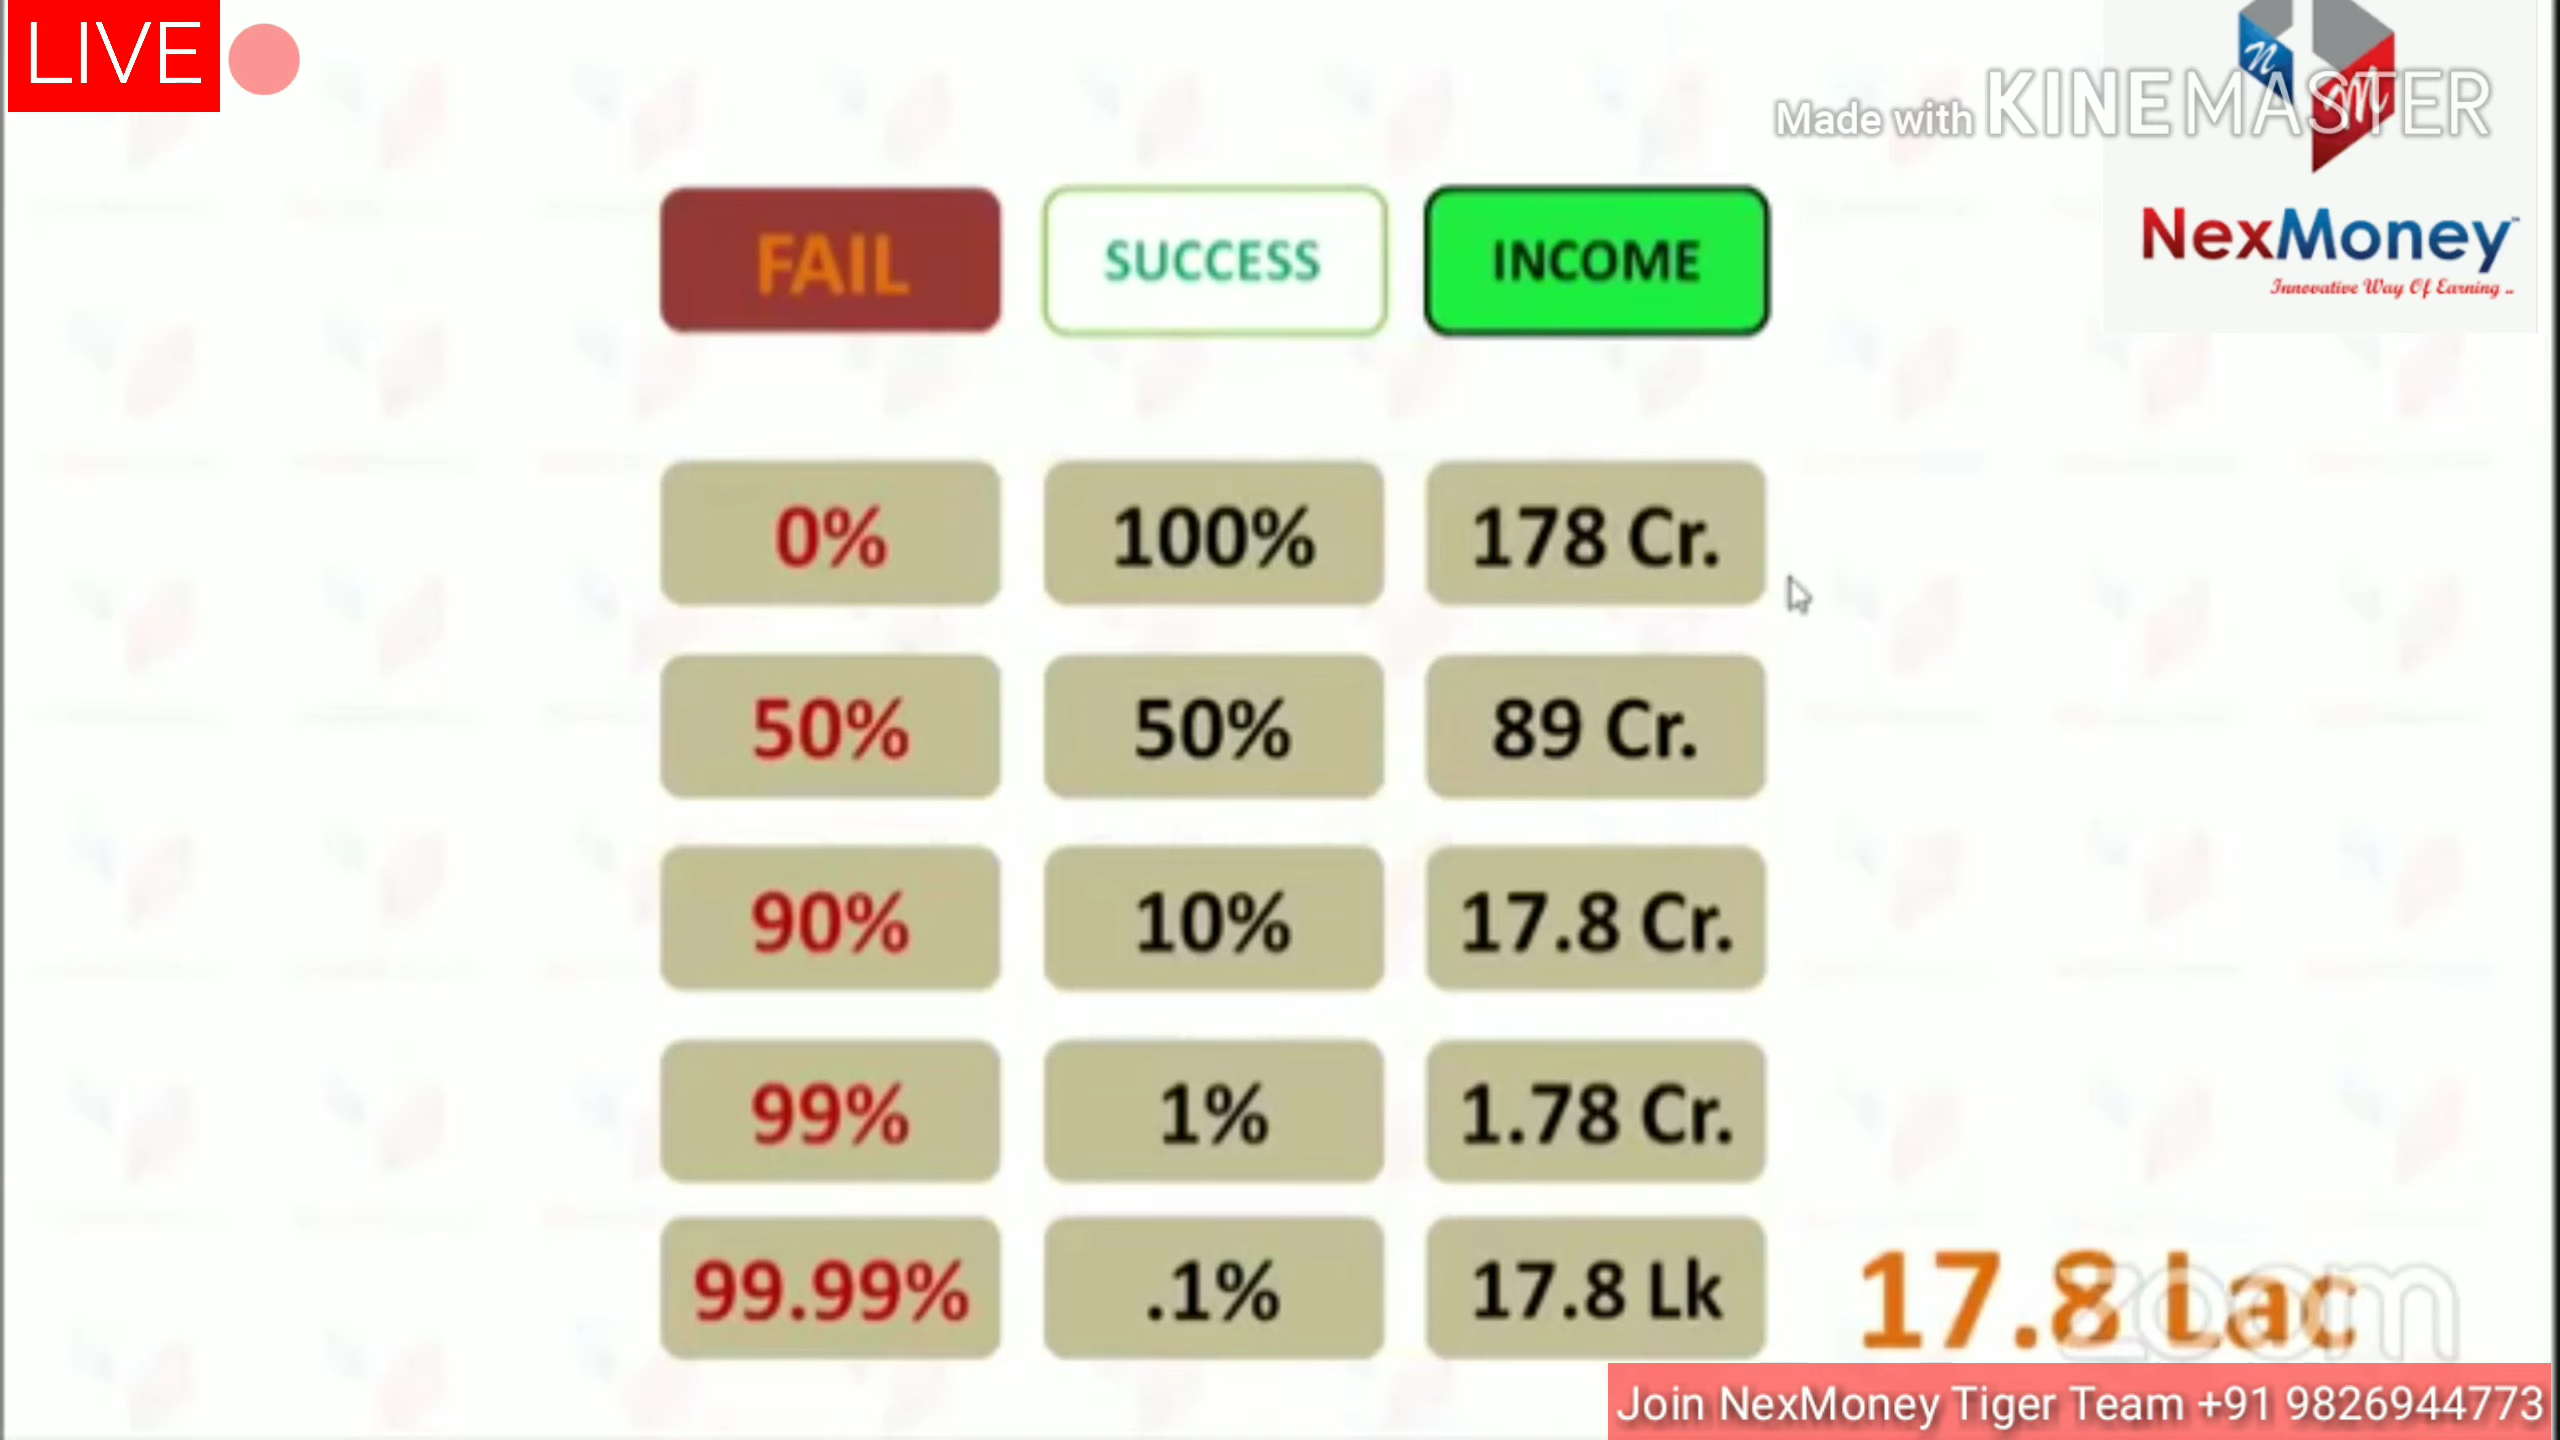 LIVE
Made with KINEMASTER
n
m
NexMoney™
Innovative Way Of Earning ..
FAIL SUCCESS INCOME
0% 100% 178 Cr.
50% 50% 89 Cr.
90% 10% 17.8 Cr.
99% 1% 1.78 Cr.
99.99% .1% 17.8 Lk
17.8 Lac
zoom
Join NexMoney Tiger Team +91 9826944773